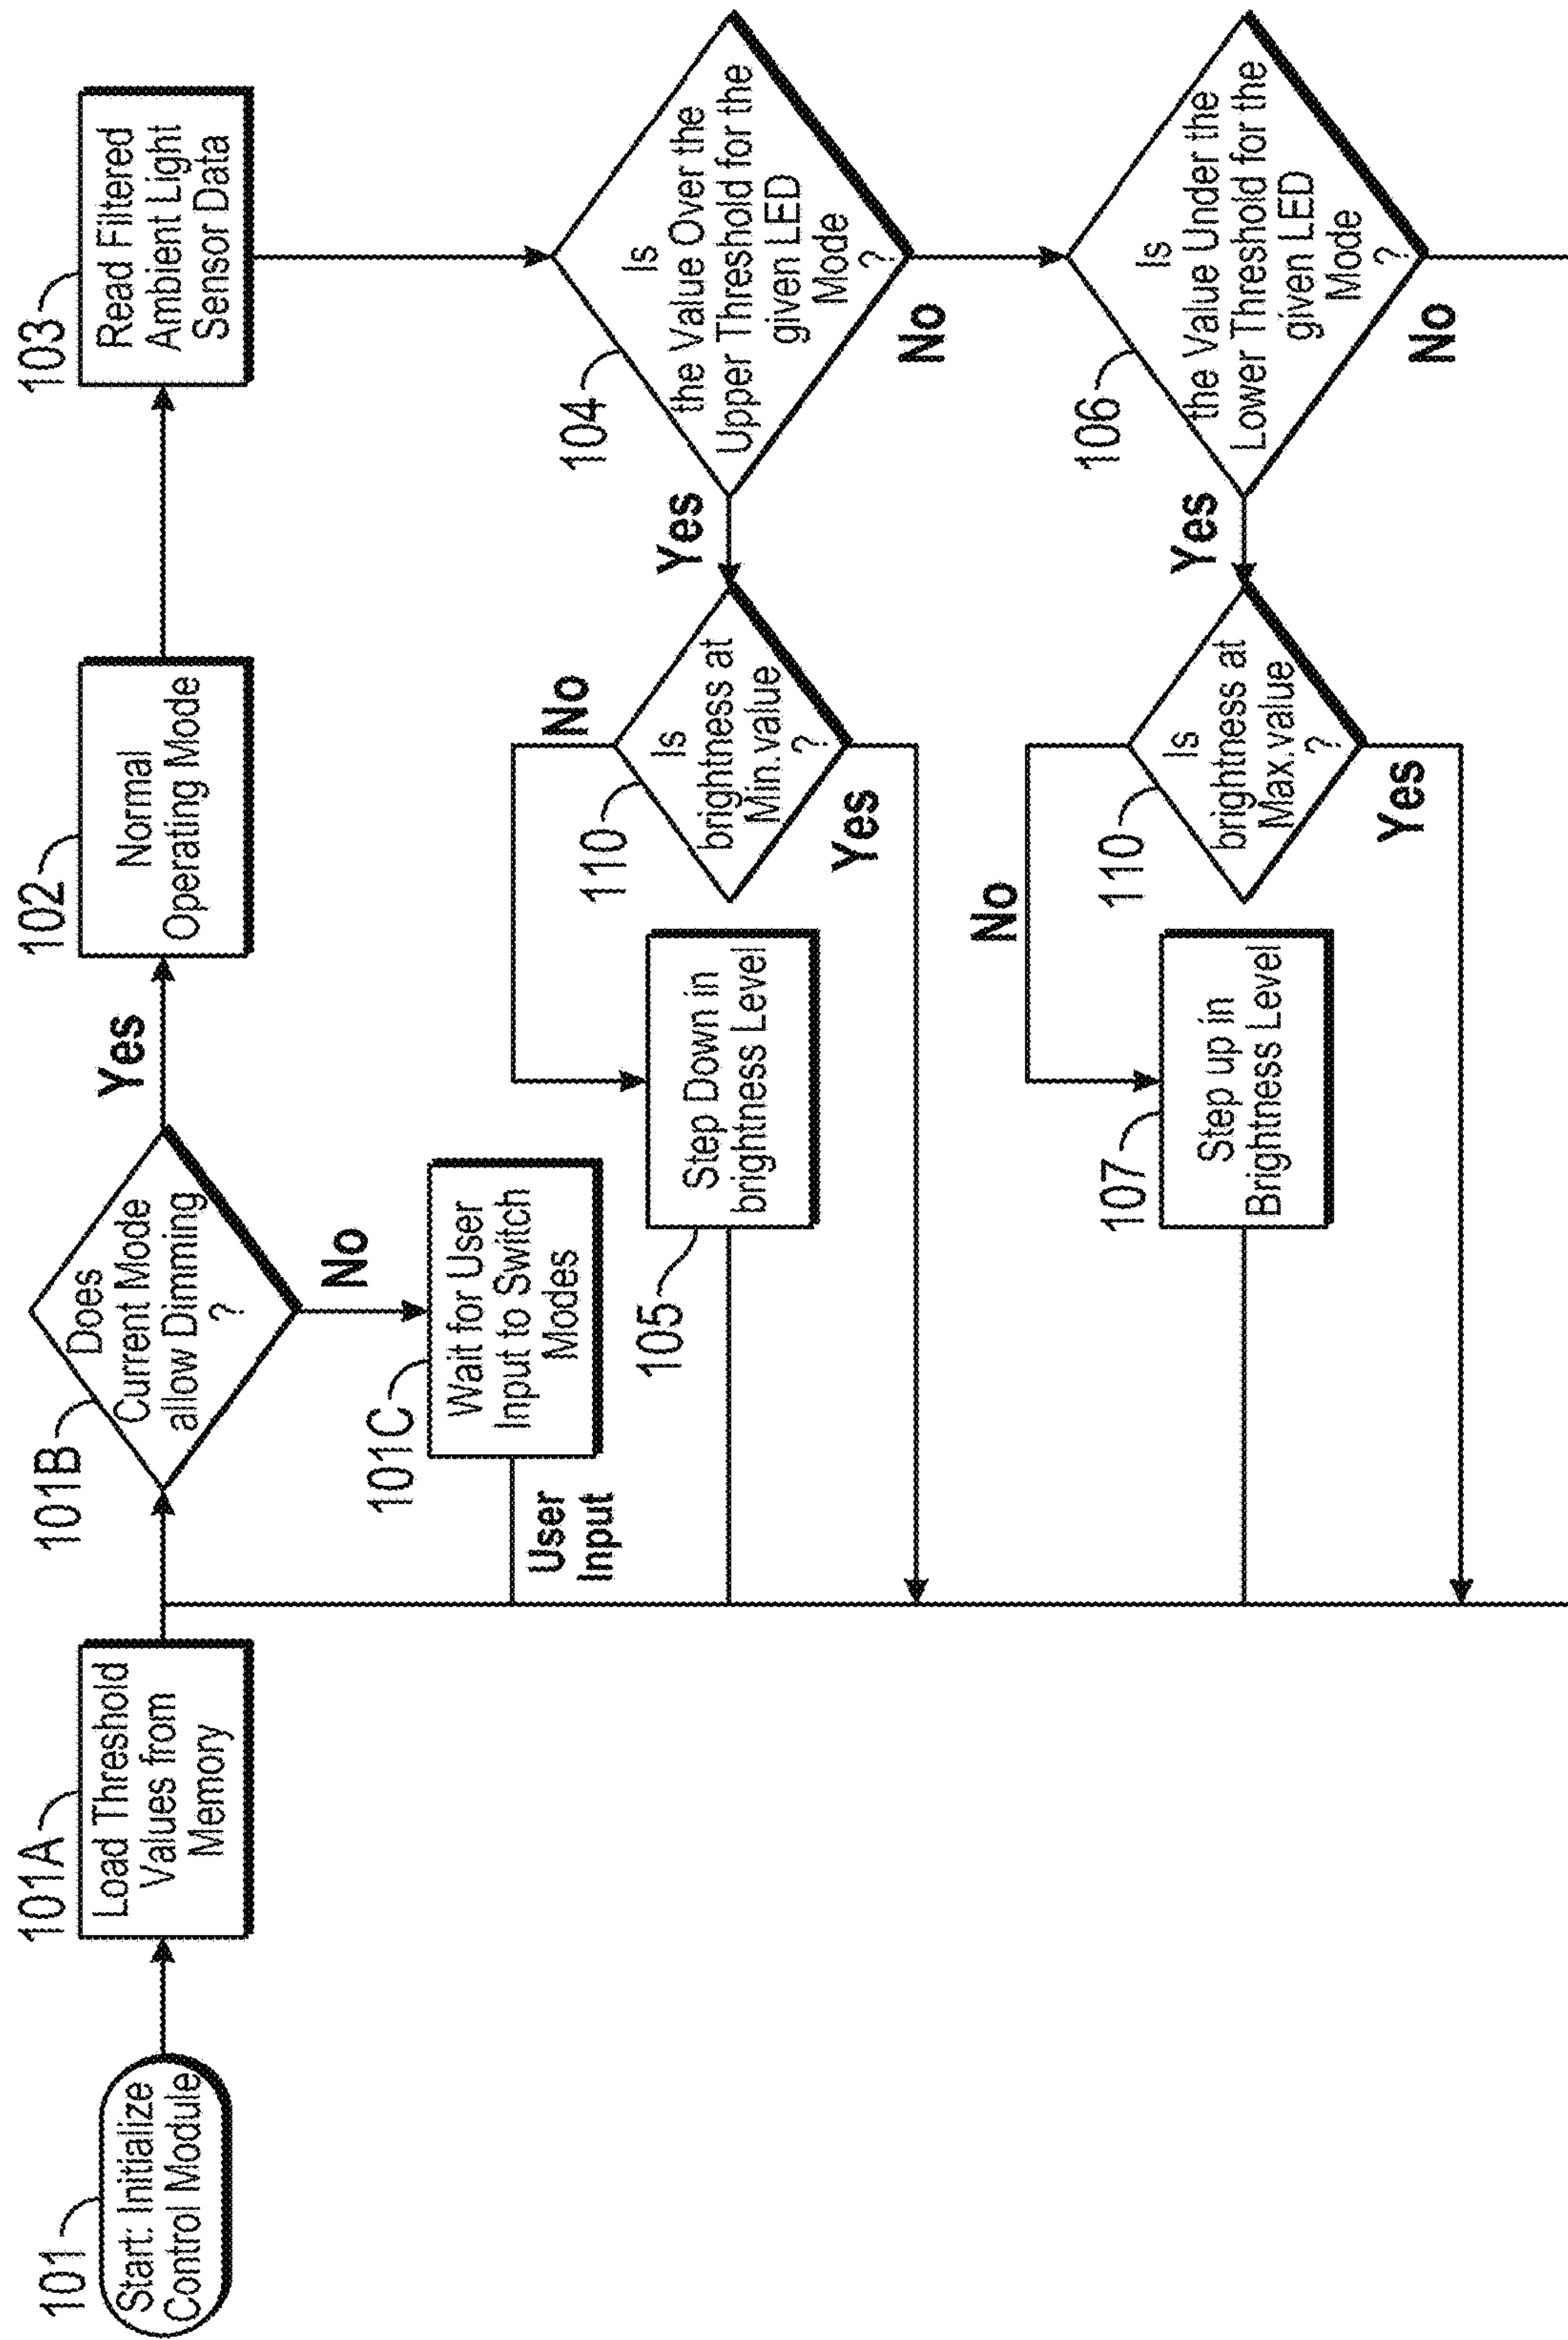 101
Start: Initialize
Control Module
101A
Load Threshold
Values from
Memory
101B
Does
Current Mode
allow Dimming
?
Yes
No
102
Normal
Operating Mode
103
Read Filtered
Ambient Light
Sensor Data
101C
Wait for User
Input to Switch
Modes
User
Input
104
Is
the Value Over the
Upper Threshold for the
given LED
Mode
?
Yes
No
110
Is
brightness at
Min.value
?
No
Yes
105
Step Down in
brightness Level
106
Is
the Value Under the
Lower Threshold for the
given LED
Mode
?
Yes
No
110
Is
brightness at
Max.value
?
No
Yes
107
Step up in
Brightness Level